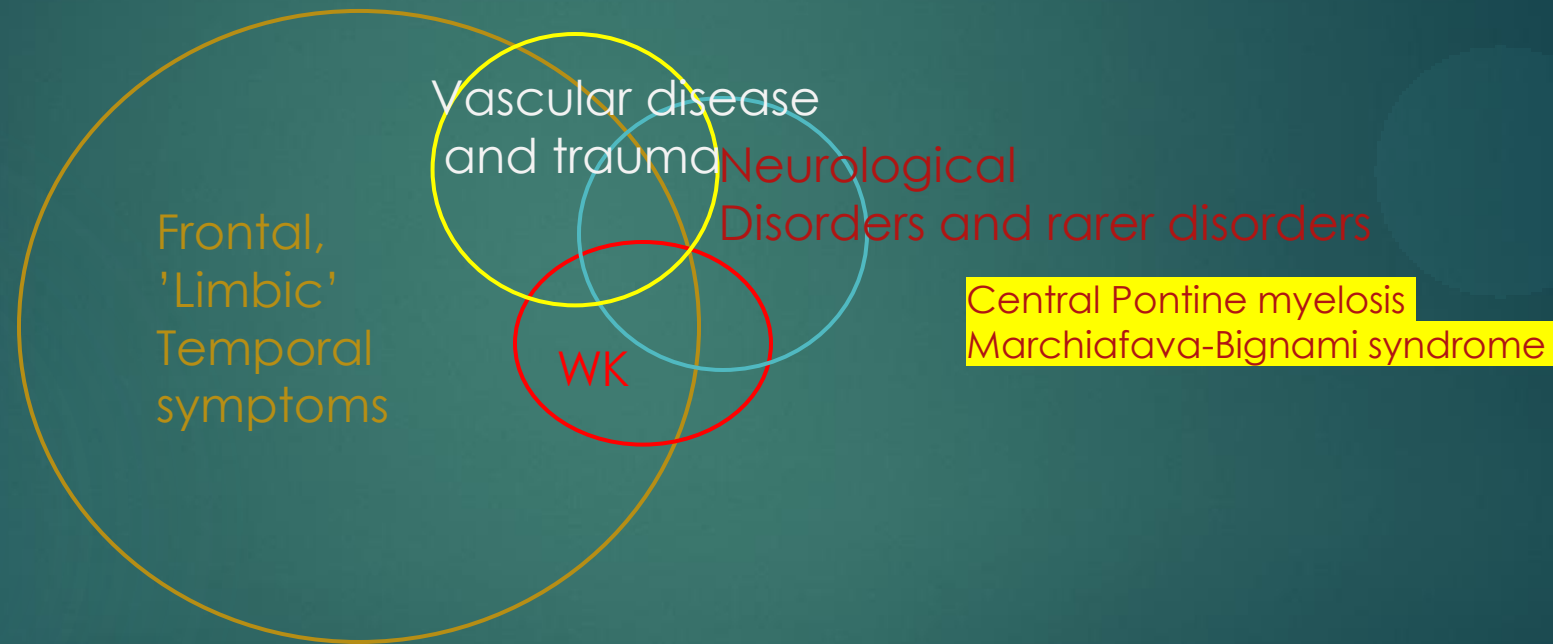 Vascular disease
and trauma
Neurological
Disorders and rarer disorders
Frontal,
’Limbic’
Temporal
symptoms
Central Pontine myelosis
Marchiafava-Bignami syndrome
WK